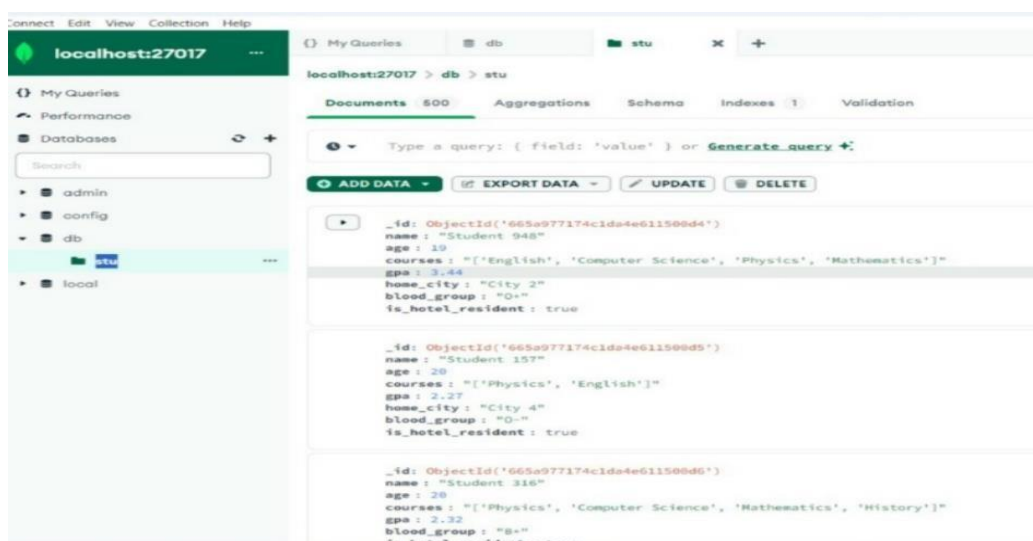 Connect Edit View Collection Help
localhost:27017 ...
{} My Queries
db
stu
localhost:27017 > db > stu
My Queries
Performance
Databases
Search
admin
config
db
stu ...
local
Documents 500 Aggregations Schema Indexes 1 Validation
Type a query: { field: 'value' } or Generate query
ADD DATA EXPORT DATA UPDATE DELETE
_id: ObjectId('665a977174c1da4e611500d4')
name : "Student 948"
age : 19
courses : "['English', 'Computer Science', 'Physics', 'Mathematics']"
gpa : 3.44
home_city : "City 2"
blood_group : "O+"
is_hotel_resident : true
_id: ObjectId('665a977174c1da4e611500d5')
name : "Student 157"
age : 20
courses : "['Physics', 'English']"
gpa : 2.27
home_city : "City 4"
blood_group : "O-"
is_hotel_resident : true
_id: ObjectId('665a977174c1da4e611500d6')
name : "Student 316"
age : 20
courses : "['Physics', 'Computer Science', 'Mathematics', 'History']"
gpa : 2.32
blood_group : "B+"